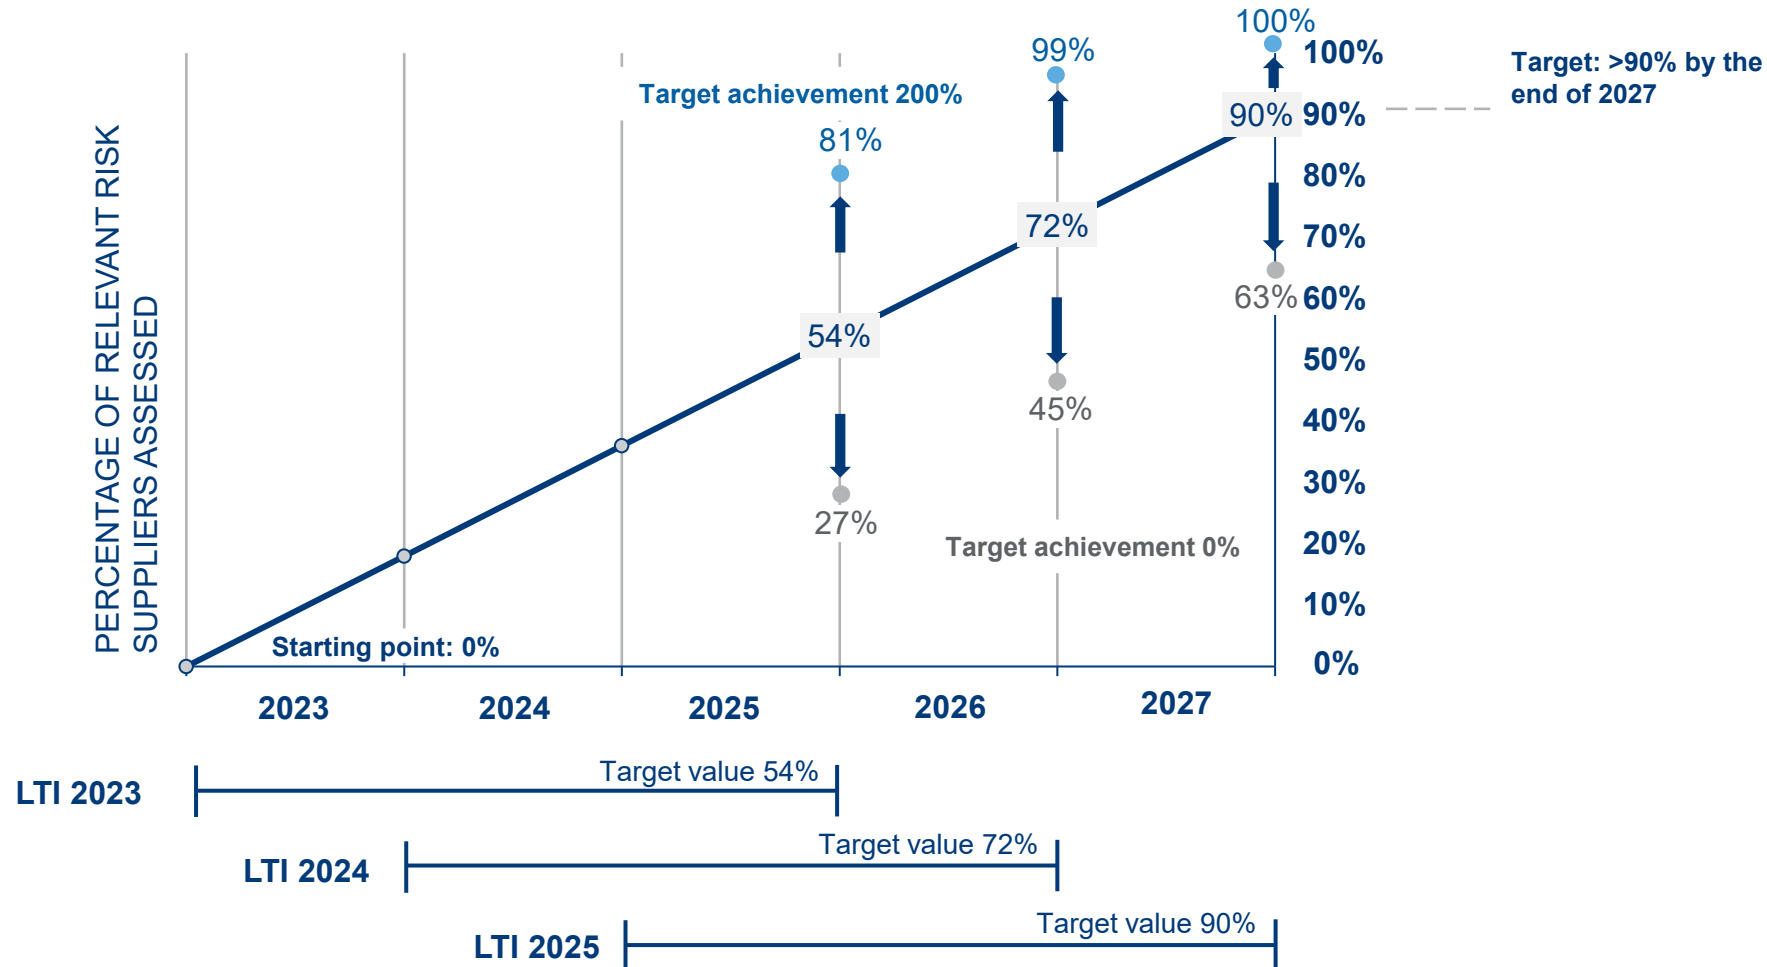 100%
99%
100%
Target: >90% by the
end of 2027
Target achievement 200%
90%
90%
81%
PERCENTAGE OF RELEVANT RISK
SUPPLIERS ASSESSED
80%
72%
70%
63%
60%
54%
50%
45%
40%
30%
27%
Target achievement 0%
20%
10%
Starting point: 0%
0%
2023
2024
2025
2026
2027
LTI 2023
Target value 54%
LTI 2024
Target value 72%
LTI 2025
Target value 90%